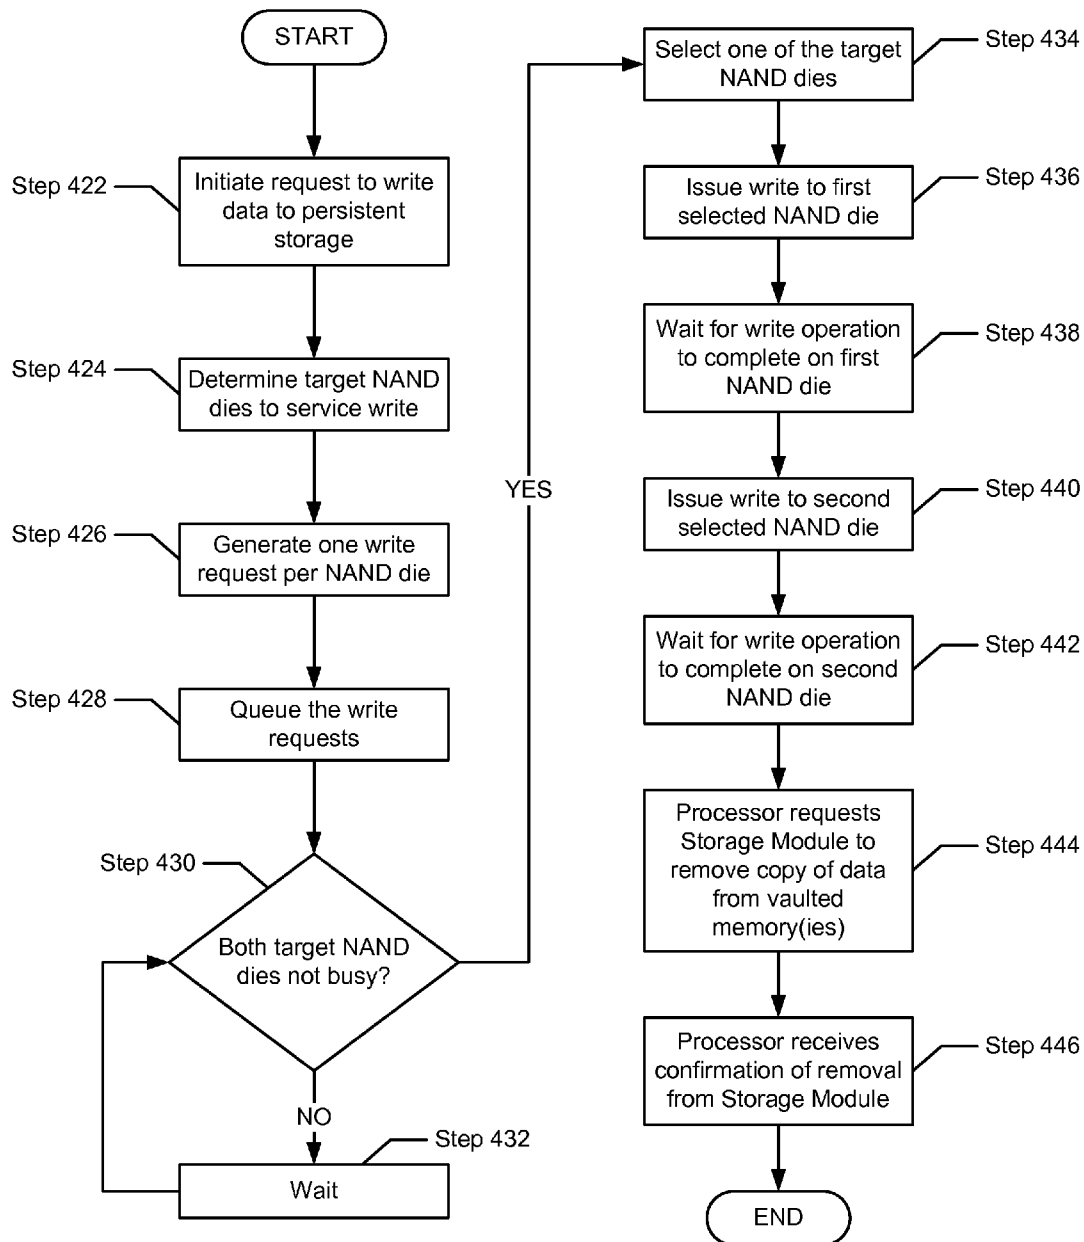 START
Step 422
Initiate request to write
data to persistent
storage
Step 424
Determine target NAND
dies to service write
Step 426
Generate one write
request per NAND die
Step 428
Queue the write
requests
Step 430
Both target NAND
dies not busy?
NO
Step 432
Wait
YES
Select one of the target
NAND dies
Step 434
Issue write to first
selected NAND die
Step 436
Wait for write operation
to complete on first
NAND die
Step 438
Issue write to second
selected NAND die
Step 440
Wait for write operation
to complete on second
NAND die
Step 442
Processor requests
Storage Module to
remove copy of data
from vaulted
memory(ies)
Step 444
Processor receives
confirmation of removal
from Storage Module
Step 446
END